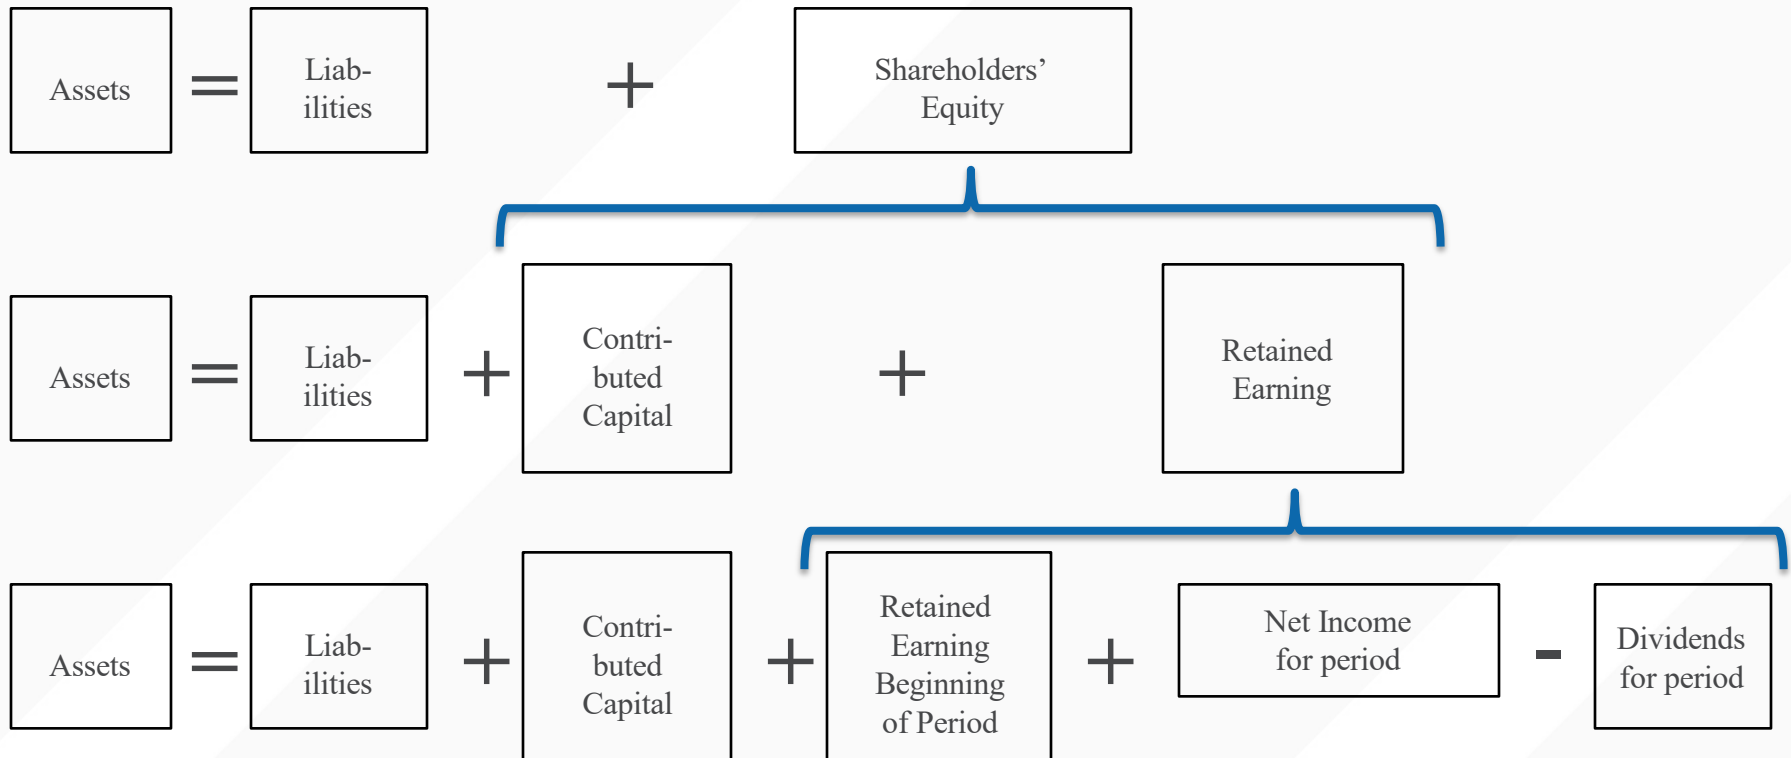 Assets = Liab-
ilities + Shareholders’
Equity
Assets = Liab-
ilities + Contri-
buted
Capital + Retained
Earning
Assets = Liab-
ilities + Contri-
buted
Capital + Retained
Earning
Beginning
of Period + Net Income
for period - Dividends
for period